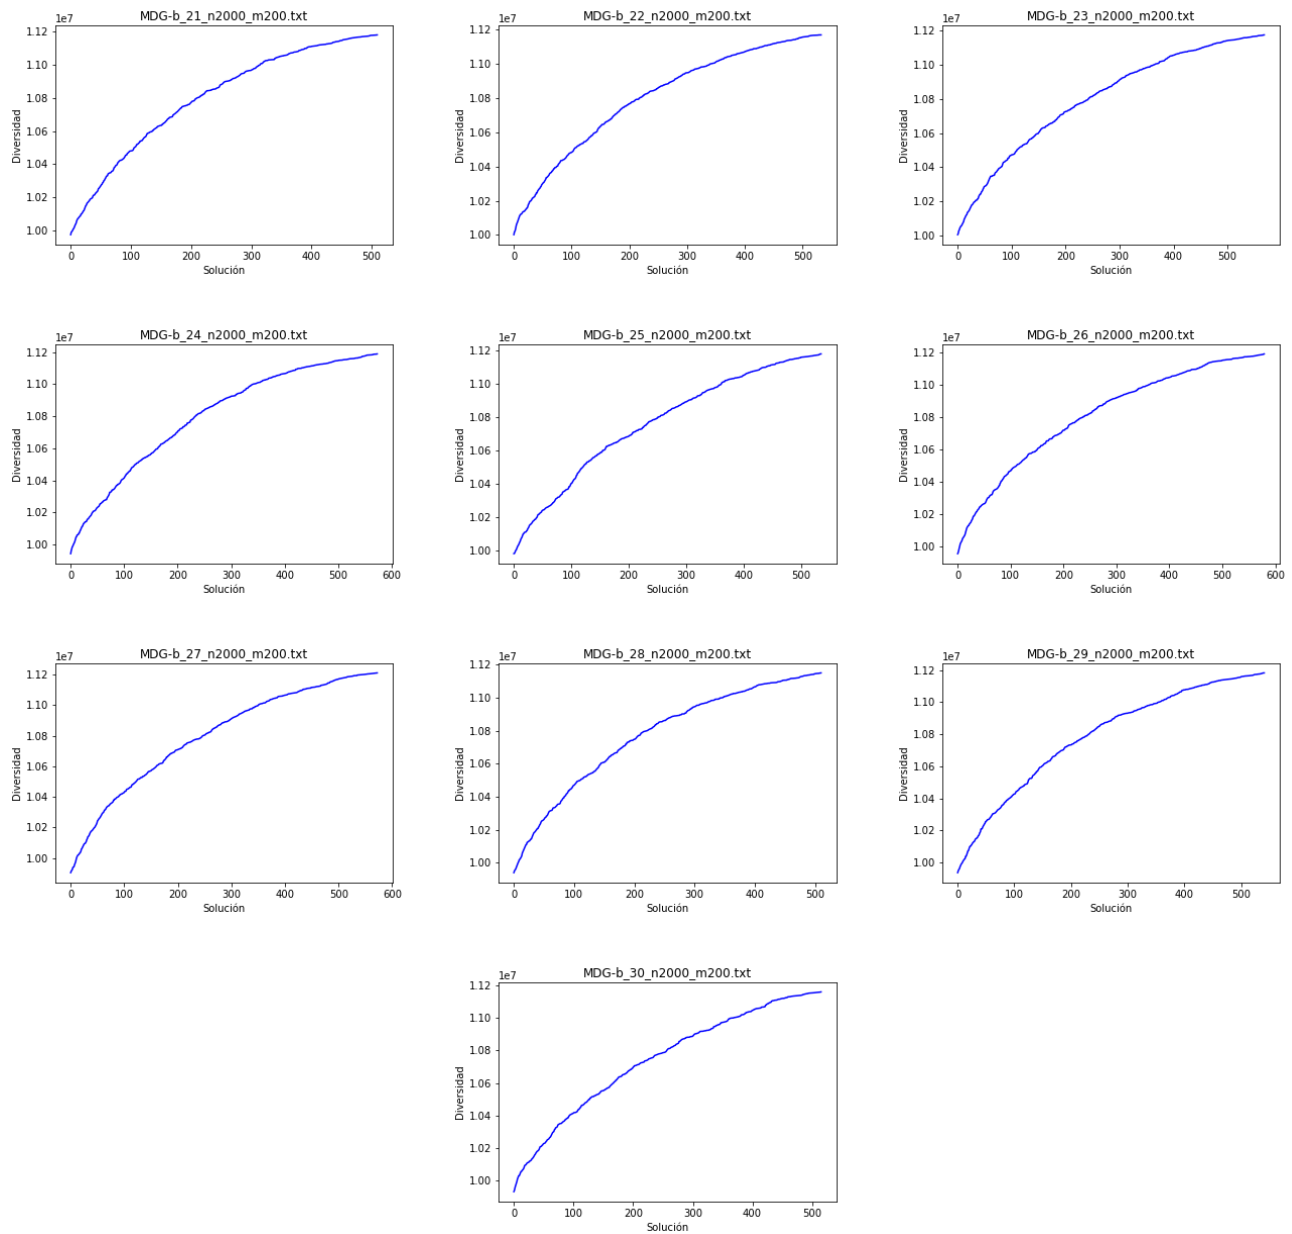 MDG-b_21_n2000_m200.txt
1e7
1.12
1.10
1.08
1.06
1.04
1.02
1.00
Diversidad
0 100 200 300 400 500
Solución
MDG-b_22_n2000_m200.txt
1e7
1.12
1.10
1.08
1.06
1.04
1.02
1.00
Diversidad
0 100 200 300 400 500
Solución
MDG-b_23_n2000_m200.txt
1e7
1.12
1.10
1.08
1.06
1.04
1.02
1.00
Diversidad
0 100 200 300 400 500
Solución
MDG-b_24_n2000_m200.txt
1e7
1.12
1.10
1.08
1.06
1.04
1.02
1.00
Diversidad
0 100 200 300 400 500 600
Solución
MDG-b_25_n2000_m200.txt
1e7
1.12
1.10
1.08
1.06
1.04
1.02
1.00
Diversidad
0 100 200 300 400 500
Solución
MDG-b_26_n2000_m200.txt
1e7
1.12
1.10
1.08
1.06
1.04
1.02
1.00
Diversidad
0 100 200 300 400 500 600
Solución
MDG-b_27_n2000_m200.txt
1e7
1.12
1.10
1.08
1.06
1.04
1.02
1.00
Diversidad
0 100 200 300 400 500 600
Solución
MDG-b_28_n2000_m200.txt
1e7
1.12
1.10
1.08
1.06
1.04
1.02
1.00
Diversidad
0 100 200 300 400 500
Solución
MDG-b_29_n2000_m200.txt
1e7
1.12
1.10
1.08
1.06
1.04
1.02
1.00
Diversidad
0 100 200 300 400 500
Solución
MDG-b_30_n2000_m200.txt
1e7
1.12
1.10
1.08
1.06
1.04
1.02
1.00
Diversidad
0 100 200 300 400 500
Solución